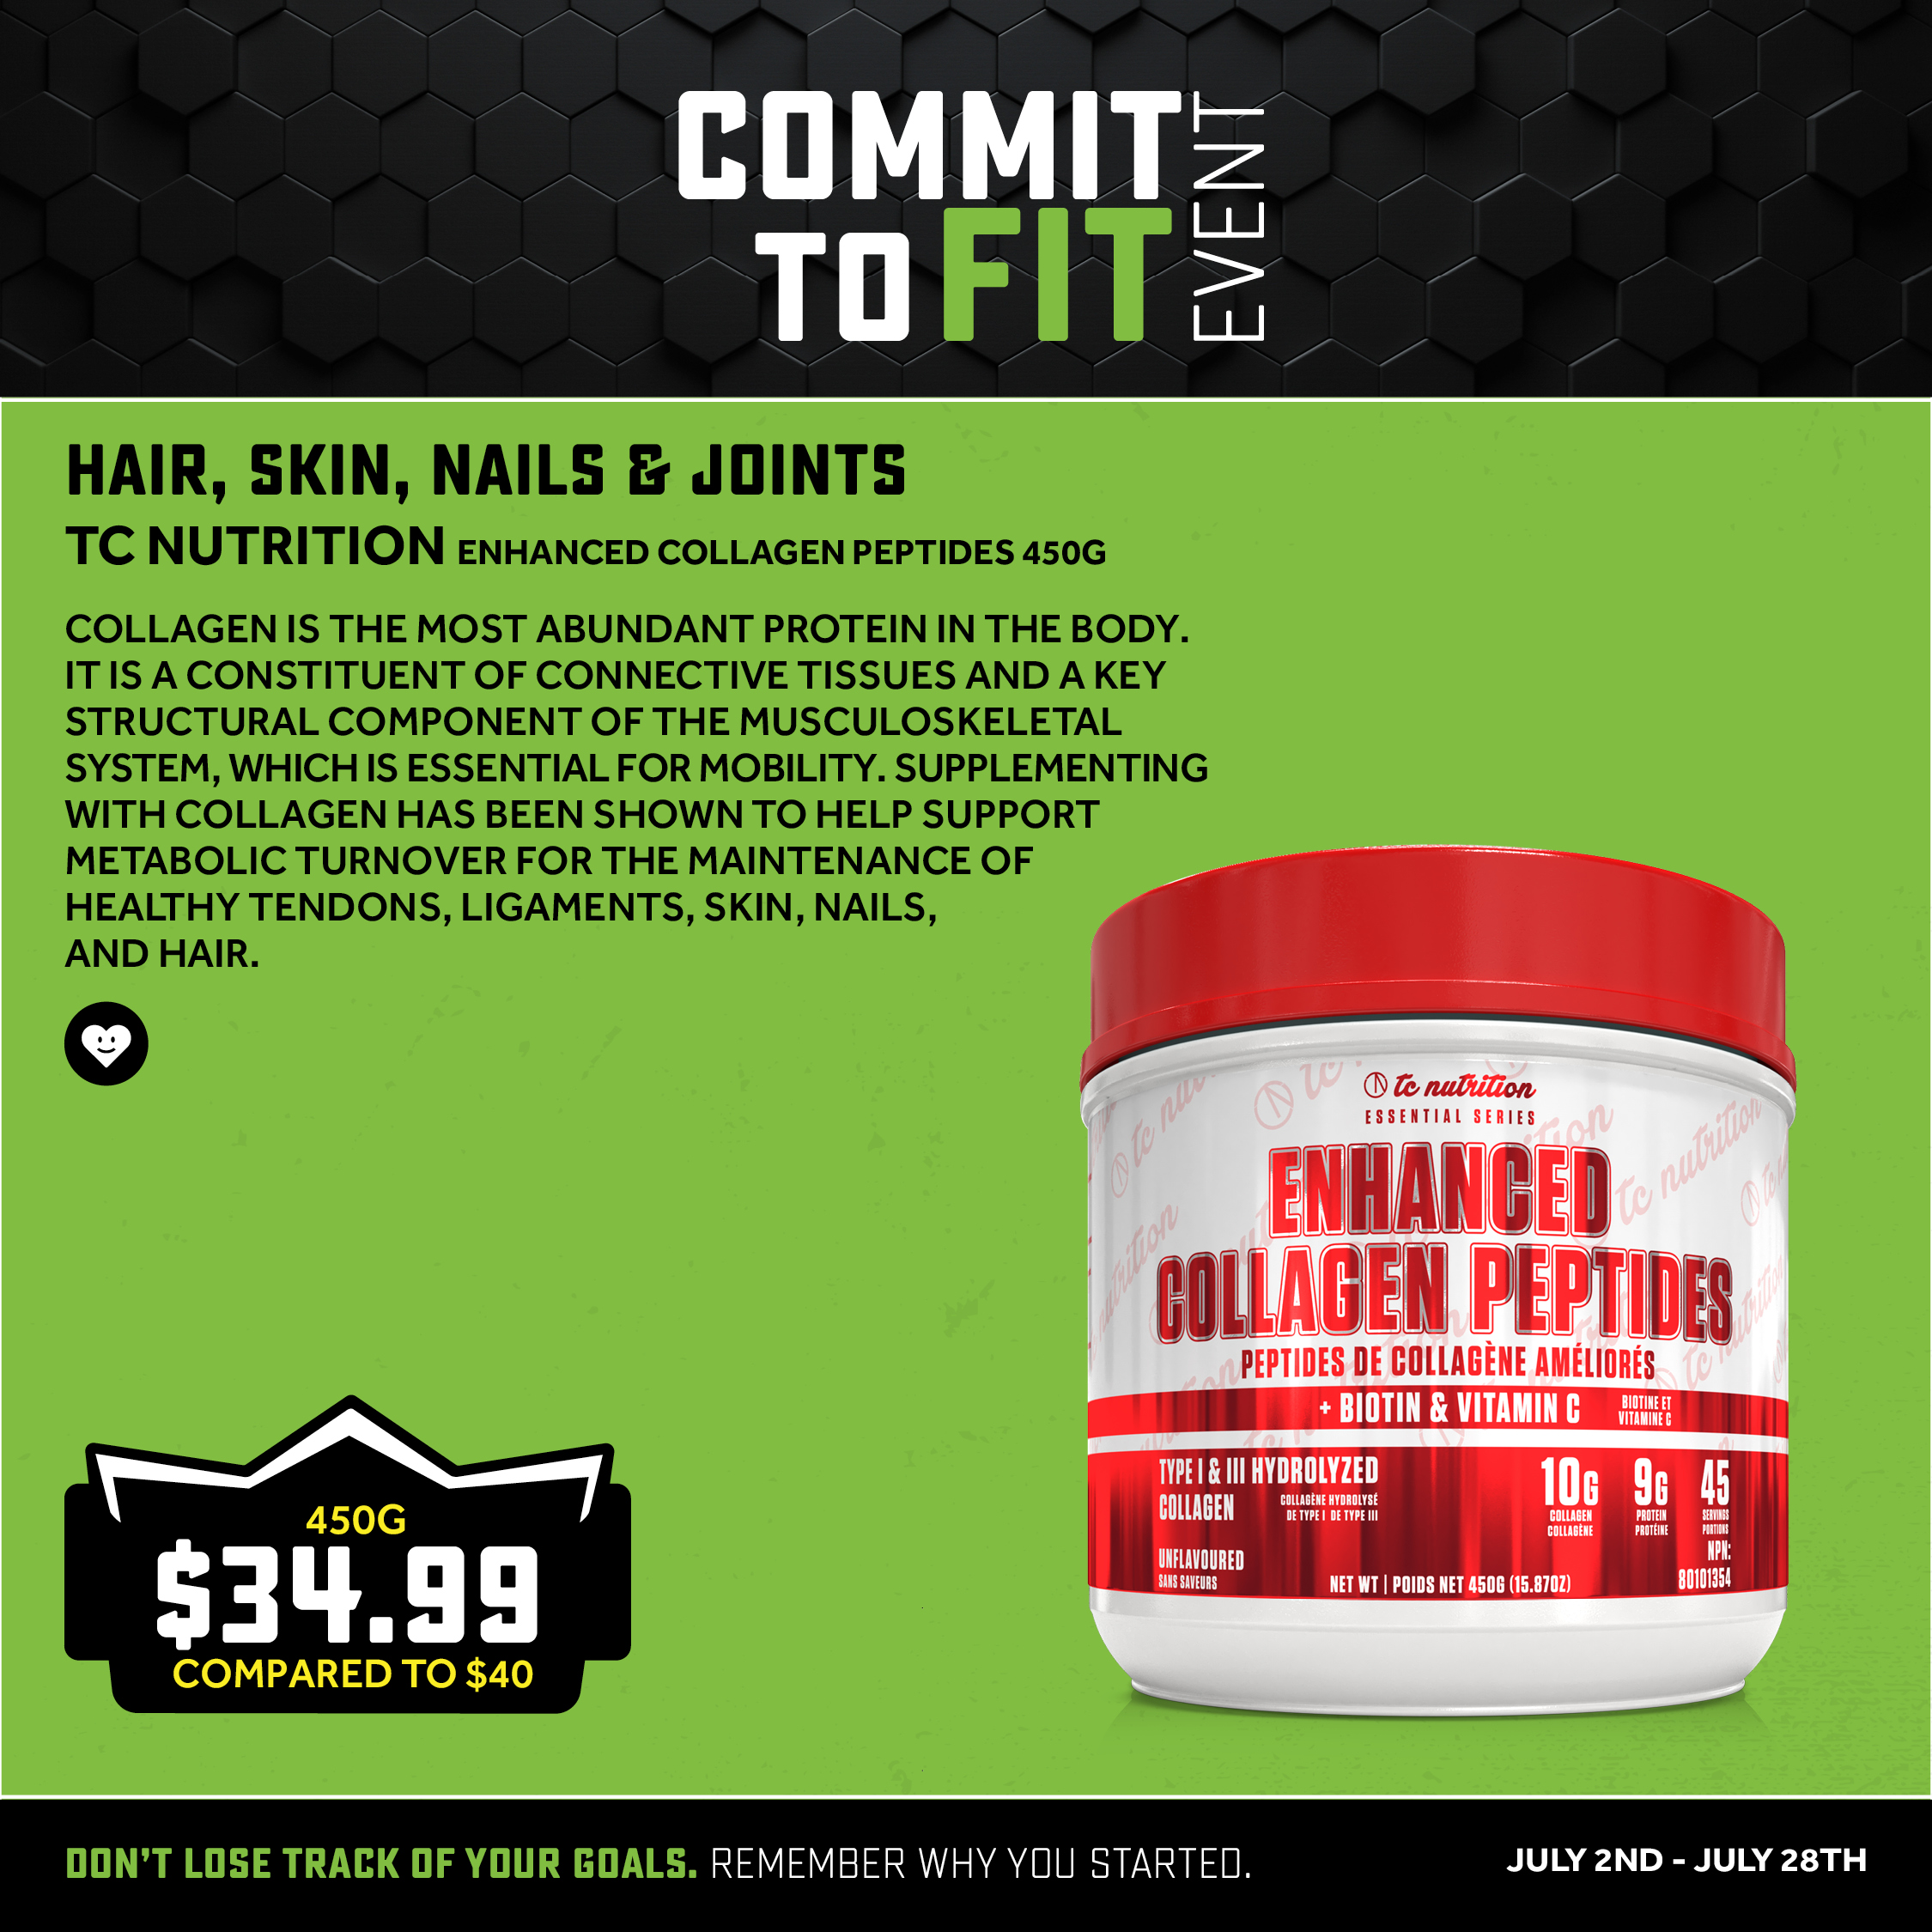 COMMIT
TO FIT
EVENT
HAIR, SKIN, NAILS & JOINTS
TC NUTRITION ENHANCED COLLAGEN PEPTIDES 450G
COLLAGEN IS THE MOST ABUNDANT PROTEIN IN THE BODY.
IT IS A CONSTITUENT OF CONNECTIVE TISSUES AND A KEY
STRUCTURAL COMPONENT OF THE MUSCULOSKELETAL
SYSTEM, WHICH IS ESSENTIAL FOR MOBILITY. SUPPLEMENTING
WITH COLLAGEN HAS BEEN SHOWN TO HELP SUPPORT
METABOLIC TURNOVER FOR THE MAINTENANCE OF
HEALTHY TENDONS, LIGAMENTS, SKIN, NAILS,
AND HAIR.
450G
$34.99
COMPARED TO $40
tc nutrition
ESSENTIAL SERIES
ENHANCED
COLLAGEN PEPTIDES
PEPTIDES DE COLLAGÈNE AMÉLIORÉS
+ BIOTIN & VITAMIN C
BIOTINE ET
VITAMINE C
TYPE I & III HYDROLYZED
COLLAGEN
COLLAGÈNE HYDROLYSÉ
DE TYPE I DE TYPE III
10G
COLLAGEN
COLLAGÈNE
9G
PROTEIN
PROTÉINE
45
SERVINGS
PORTIONS
UNFLAVOURED
SANS SAVEURS
NET WT | POIDS NET 450G (15.87OZ)
NPN:
80101354
DON'T LOSE TRACK OF YOUR GOALS. REMEMBER WHY YOU STARTED.
JULY 2ND - JULY 28TH